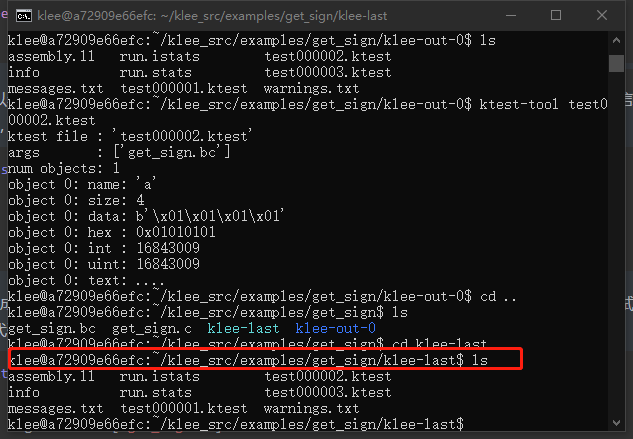 klee@a72909e66efc: ~/klee_src/examples/get_sign/klee-last
klee@a72909e66efc:~/klee_src/examples/get_sign/klee-out-0$ ls
assembly.ll   run.istats      test000002.ktest
info          run.stats       test000003.ktest
messages.txt  test000001.ktest  warnings.txt
klee@a72909e66efc:~/klee_src/examples/get_sign/klee-out-0$ ktest-tool test0
00002.ktest
ktest file : 'test000002.ktest'
args       : ['get_sign.bc']
num objects: 1
object 0: name: 'a'
object 0: size: 4
object 0: data: b'\x01\x01\x01\x01'
object 0: hex : 0x01010101
object 0: int : 16843009
object 0: uint: 16843009
object 0: text: ....
klee@a72909e66efc:~/klee_src/examples/get_sign/klee-out-0$ cd ..
klee@a72909e66efc:~/klee_src/examples/get_sign$ ls
get_sign.bc  get_sign.c  klee-last  klee-out-0
klee@a72909e66efc:~/klee_src/examples/get_sign$ cd klee-last
klee@a72909e66efc:~/klee_src/examples/get_sign/klee-last$ ls
assembly.ll   run.istats      test000002.ktest
info          run.stats       test000003.ktest
messages.txt  test000001.ktest  warnings.txt
klee@a72909e66efc:~/klee_src/examples/get_sign/klee-last$